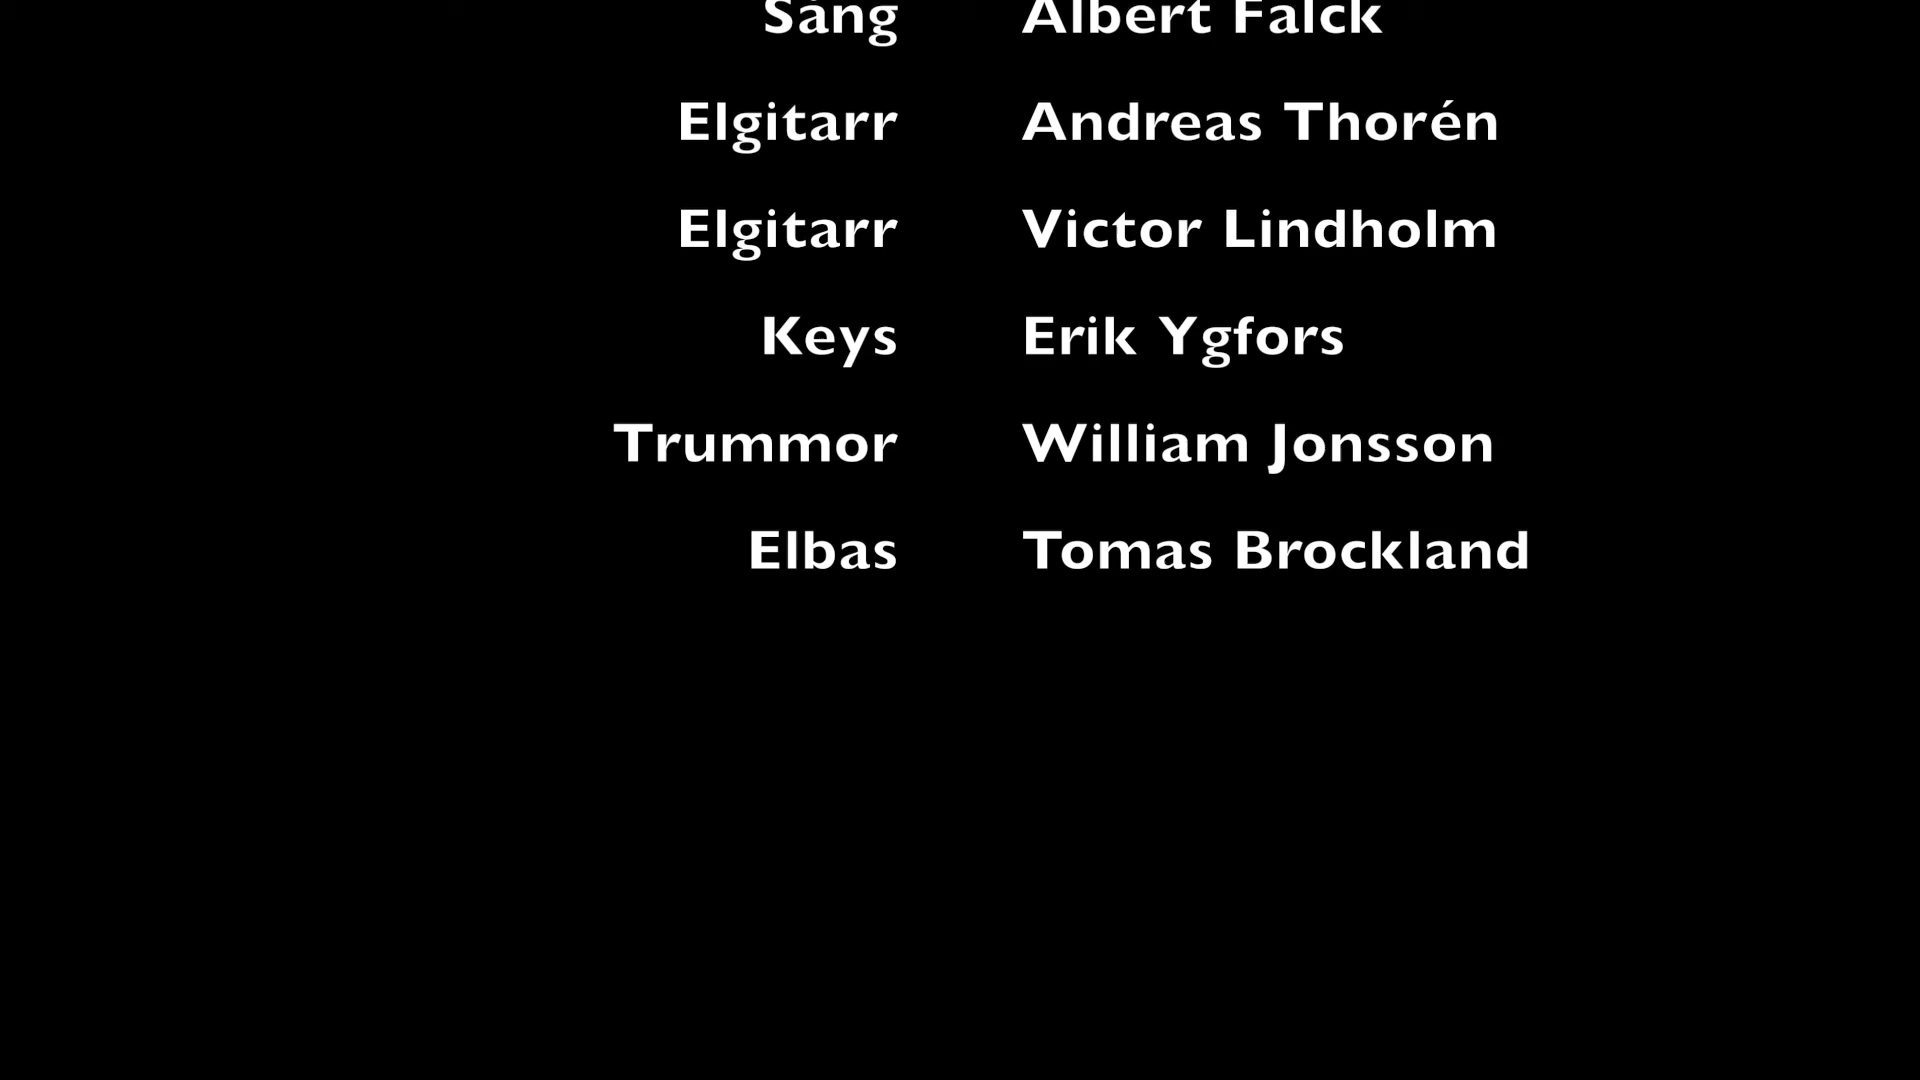 Sång Albert Falck
Elgitarr Andreas Thorén
Elgitarr Victor Lindholm
Keys Erik Ygfors
Trummor William Jonsson
Elbas Tomas Brockland